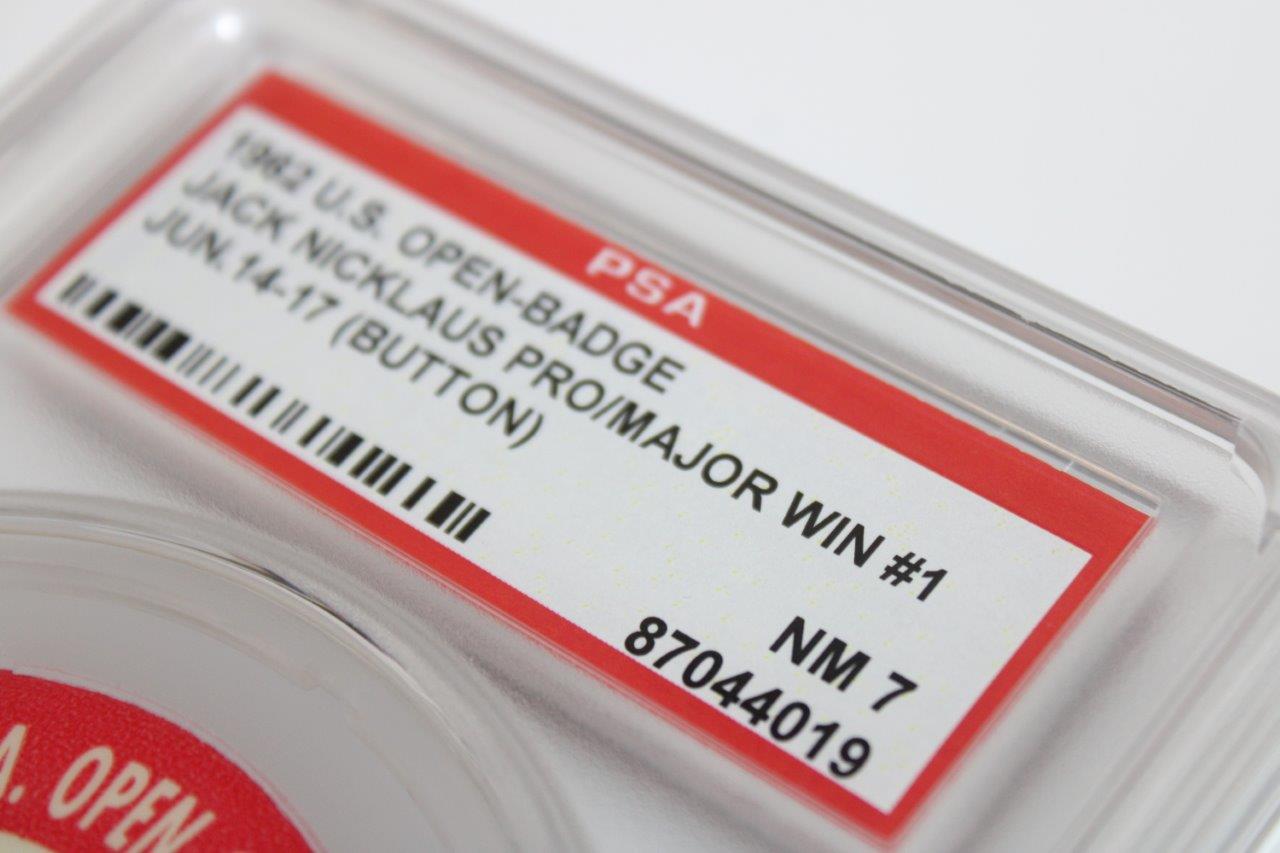 PSA
1962 U.S. OPEN-BADGE
JACK NICKLAUS PRO/MAJOR WIN #1
JUN.14-17 (BUTTON)
NM 7
87044019
A. OPEN